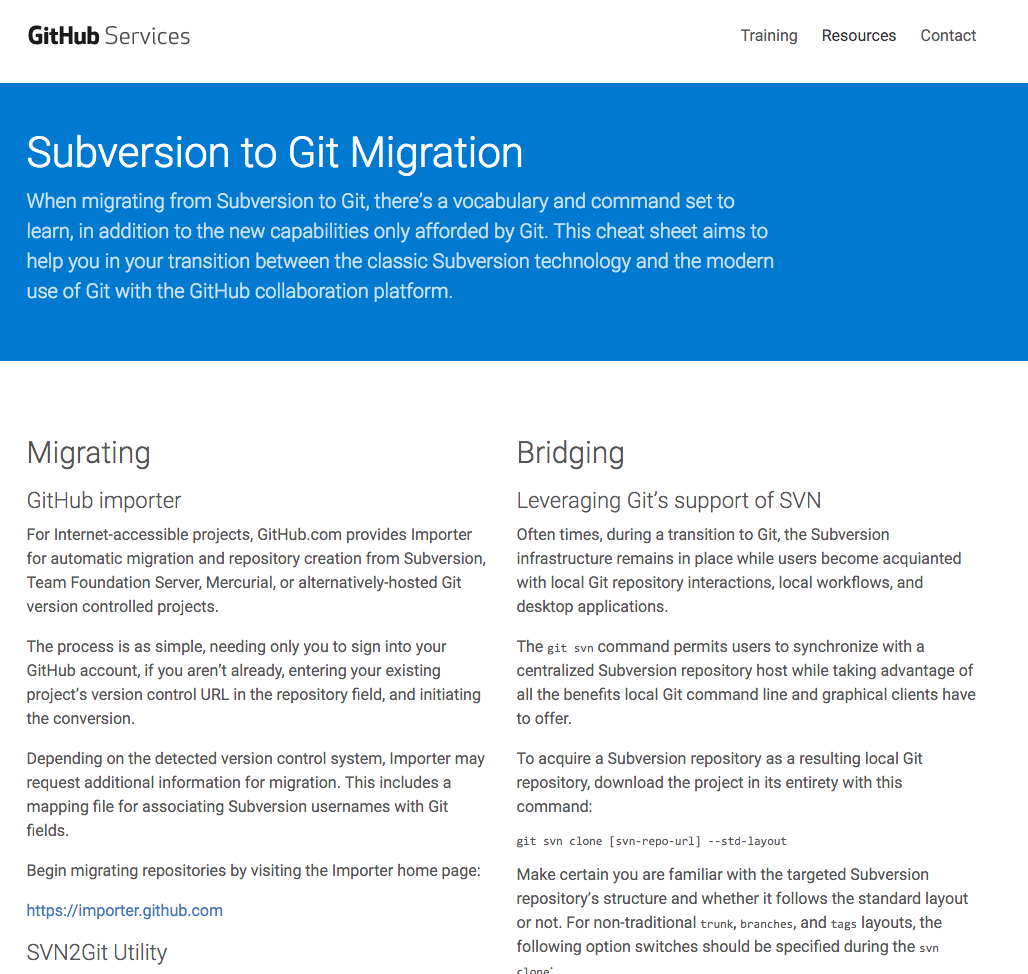 GitHub Services
Training Resources Contact
Subversion to Git Migration
When migrating from Subversion to Git, there's a vocabulary and command set to
learn, in addition to the new capabilities only afforded by Git. This cheat sheet aims to
help you in your transition between the classic Subversion technology and the modern
use of Git with the GitHub collaboration platform.
Migrating
GitHub importer
For Internet-accessible projects, GitHub.com provides Importer
for automatic migration and repository creation from Subversion,
Team Foundation Server, Mercurial, or alternatively-hosted Git
version controlled projects.
The process is as simple, needing only you to sign into your
GitHub account, if you aren't already, entering your existing
project's version control URL in the repository field, and initiating
the conversion.
Depending on the detected version control system, Importer may
request additional information for migration. This includes a
mapping file for associating Subversion usernames with Git
fields.
Begin migrating repositories by visiting the Importer home page:
https://importer.github.com
SVN2Git Utility
Bridging
Leveraging Git's support of SVN
Often times, during a transition to Git, the Subversion
infrastructure remains in place while users become acquianted
with local Git repository interactions, local workflows, and
desktop applications.
The git svn command permits users to synchronize with a
centralized Subversion repository host while taking advantage of
all the benefits local Git command line and graphical clients have
to offer.
To acquire a Subversion repository as a resulting local Git
repository, download the project in its entirety with this
command:
git svn clone [svn-repo-url] --std-layout
Make certain you are familiar with the targeted Subversion
repository's structure and whether it follows the standard layout
or not. For non-traditional trunk, branches, and tags layouts, the
following option switches should be specified during the svn
clone: